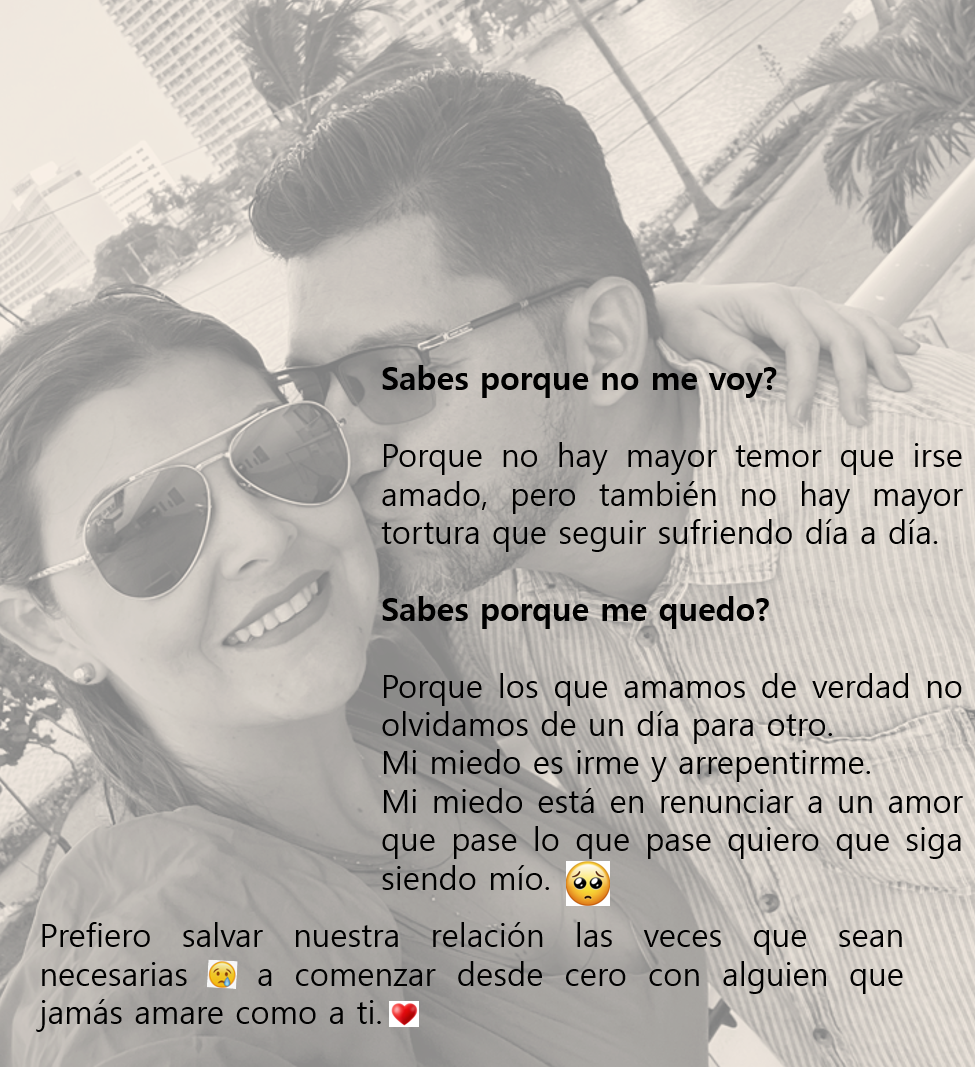 Sabes porque no me voy?
Porque no hay mayor temor que irse
amado, pero también no hay mayor
tortura que seguir sufriendo día a día.
Sabes porque me quedo?
Porque los que amamos de verdad no
olvidamos de un día para otro.
Mi miedo es irme y arrepentirme.
Mi miedo está en renunciar a un amor
que pase lo que pase quiero que siga
siendo mío. 🥺
Prefiero salvar nuestra relación las veces que sean
necesarias 😢 a comenzar desde cero con alguien que
jamás amare como a ti. ❤️